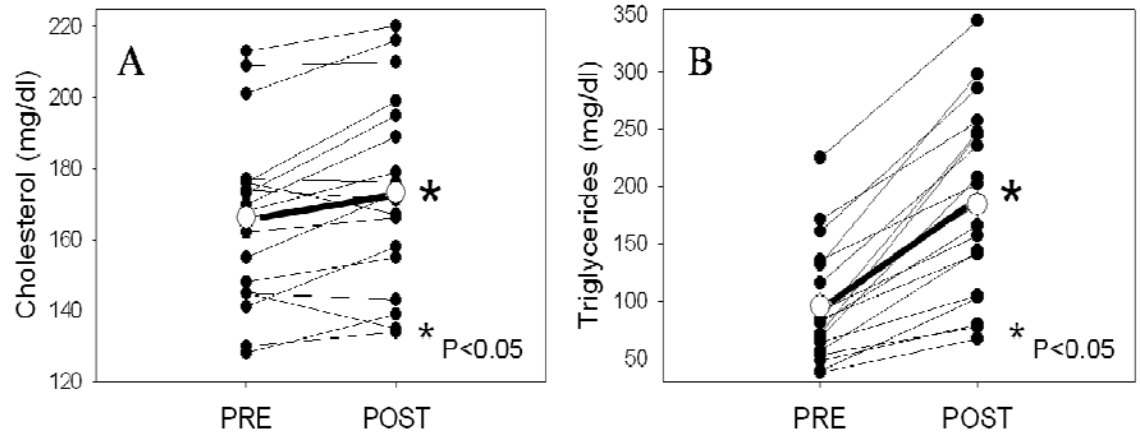 A
Cholesterol (mg/dl)
220
200
180
160
140
120
*
* P<0.05
PRE POST
B
Triglycerides (mg/dl)
350
300
250
200
150
100
50
*
* P<0.05
PRE POST